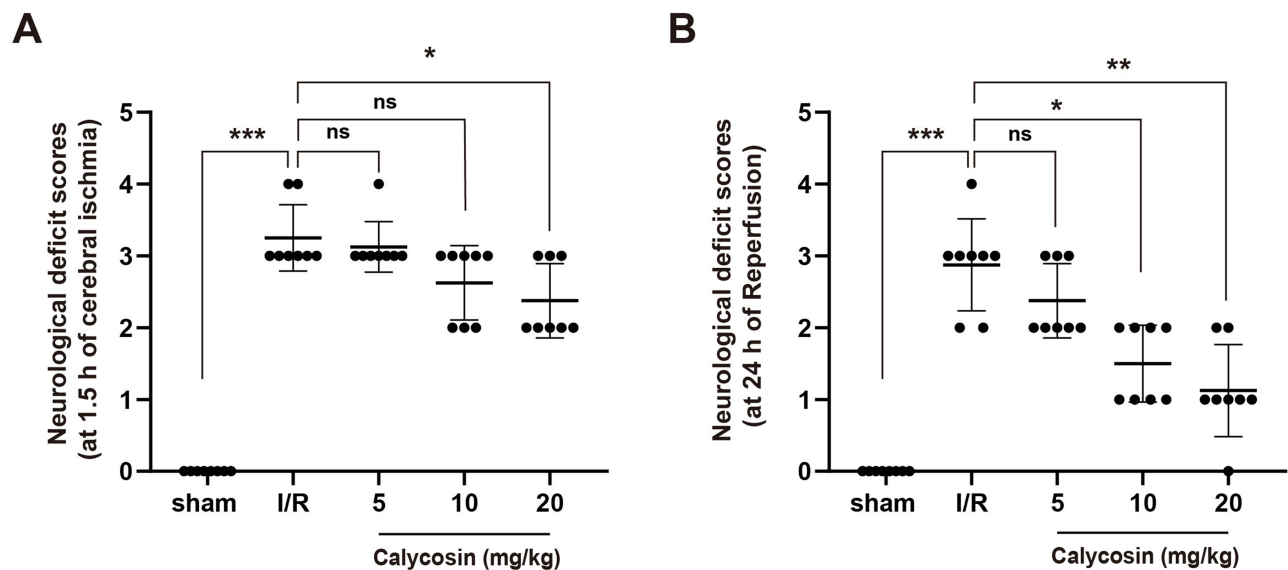 A
Neurological deficit scores
(at 1.5 h of cerebral ischmia)
*
ns
ns
***
5
4
3
2
1
0
sham I/R 5 10 20
Calycosin (mg/kg)
B
Neurological deficit scores
(at 24 h of Reperfusion)
**
*
ns
***
5
4
3
2
1
0
sham I/R 5 10 20
Calycosin (mg/kg)